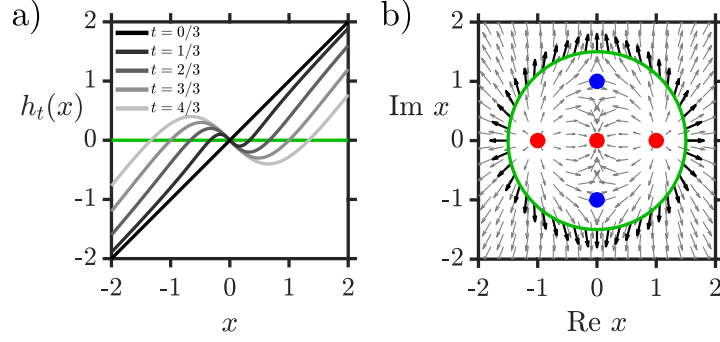 a)
2
1
0
-1
-2
h_t(x)
t = 0/3
t = 1/3
t = 2/3
t = 3/3
t = 4/3
-2 -1 0 1 2
x
b)
2
1
Im x
0
-1
-2
-2 -1 0 1 2
Re x